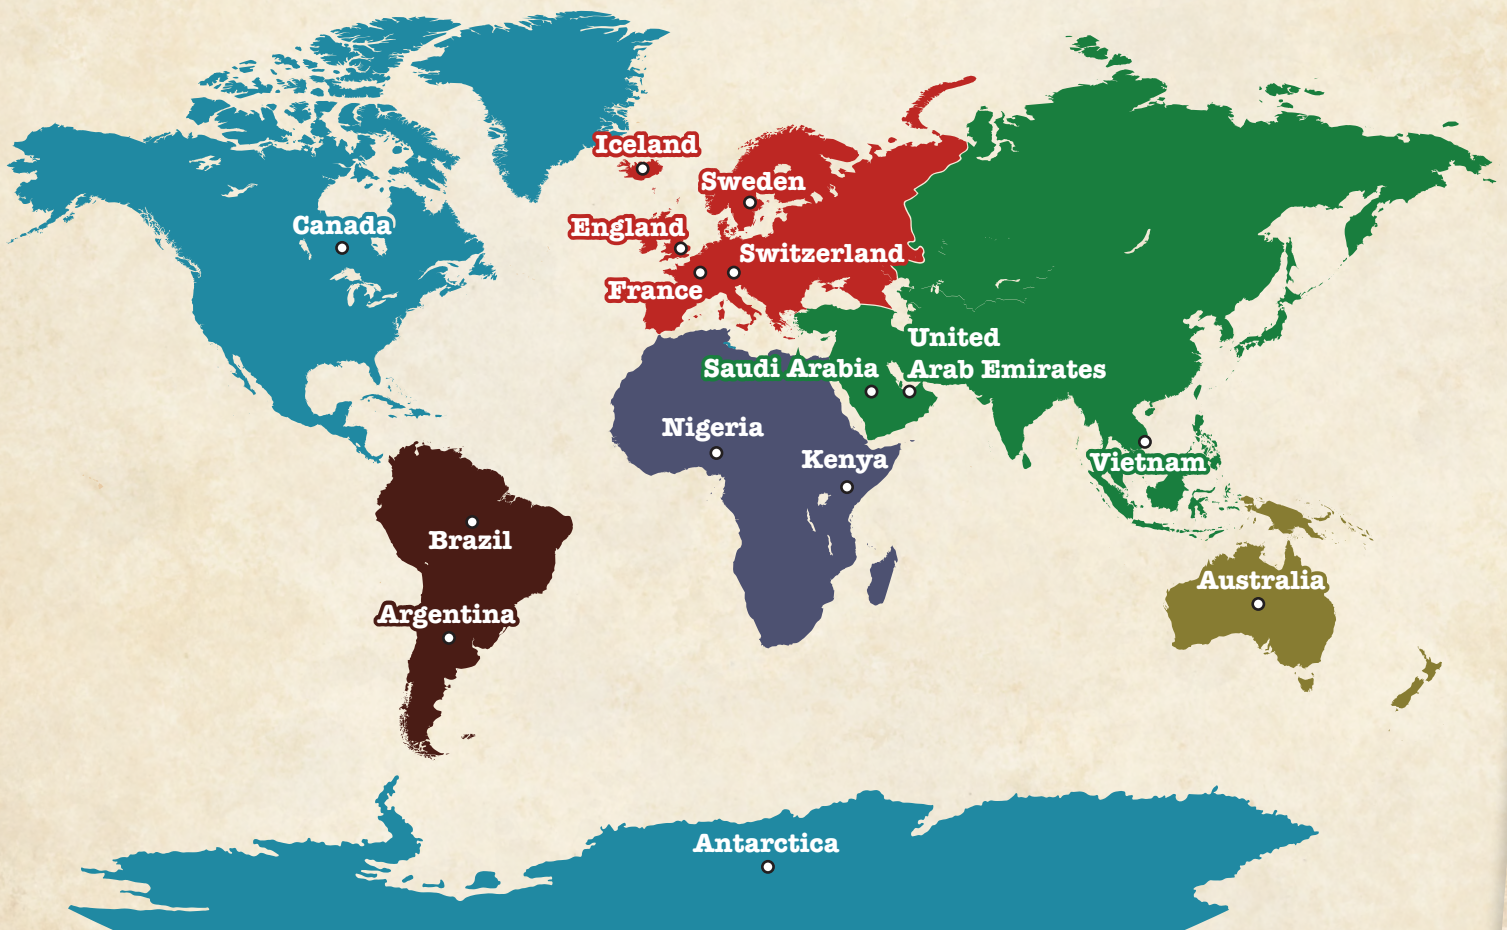 Iceland
Sweden
Canada
England
Switzerland
France
United
Arab Emirates
Saudi Arabia
Nigeria
Kenya
Vietnam
Brazil
Australia
Argentina
Antarctica